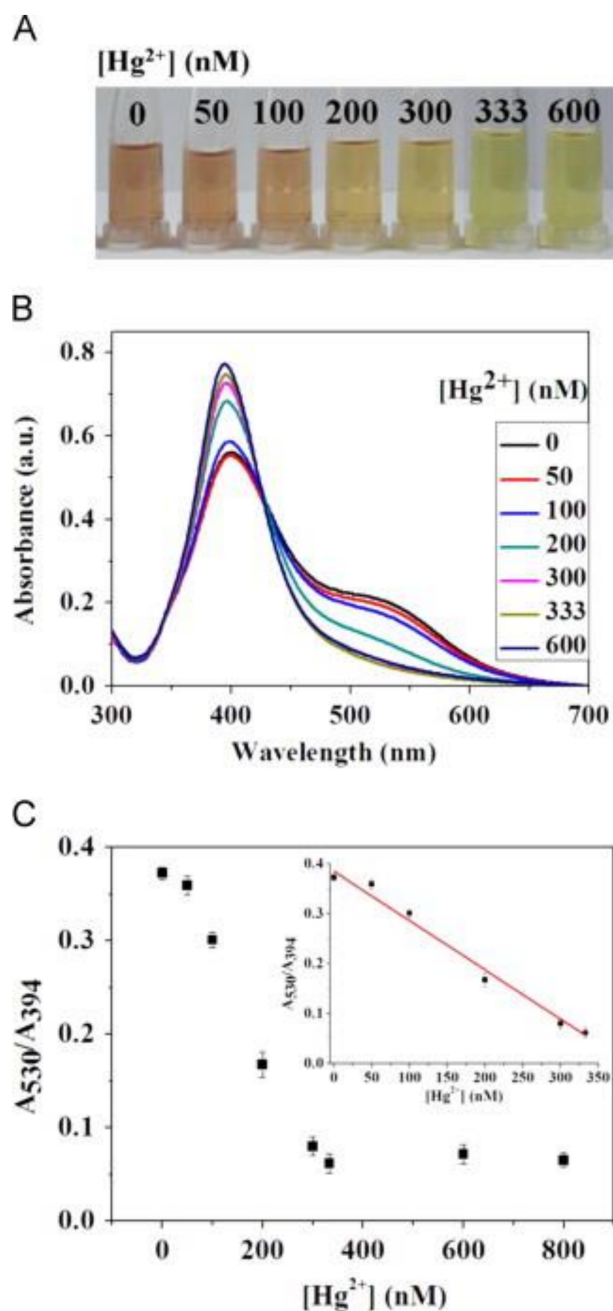 A
[Hg²⁺] (nM)
0 50 100 200 300 333 600
B
0.8
0.6
0.4
0.2
0.0
Absorbance (a.u.)
300 400 500 600 700
Wavelength (nm)
[Hg²⁺] (nM)
0
50
100
200
300
333
600
C
0.4
0.3
0.2
0.1
0.0
A₅₃₀/A₃₉₄
0 200 400 600 800
[Hg²⁺] (nM)
0.4
0.3
0.2
0.1
0.0
A₅₃₀/A₃₉₄
0 50 100 150 200 250 300 350
[Hg²⁺] (nM)